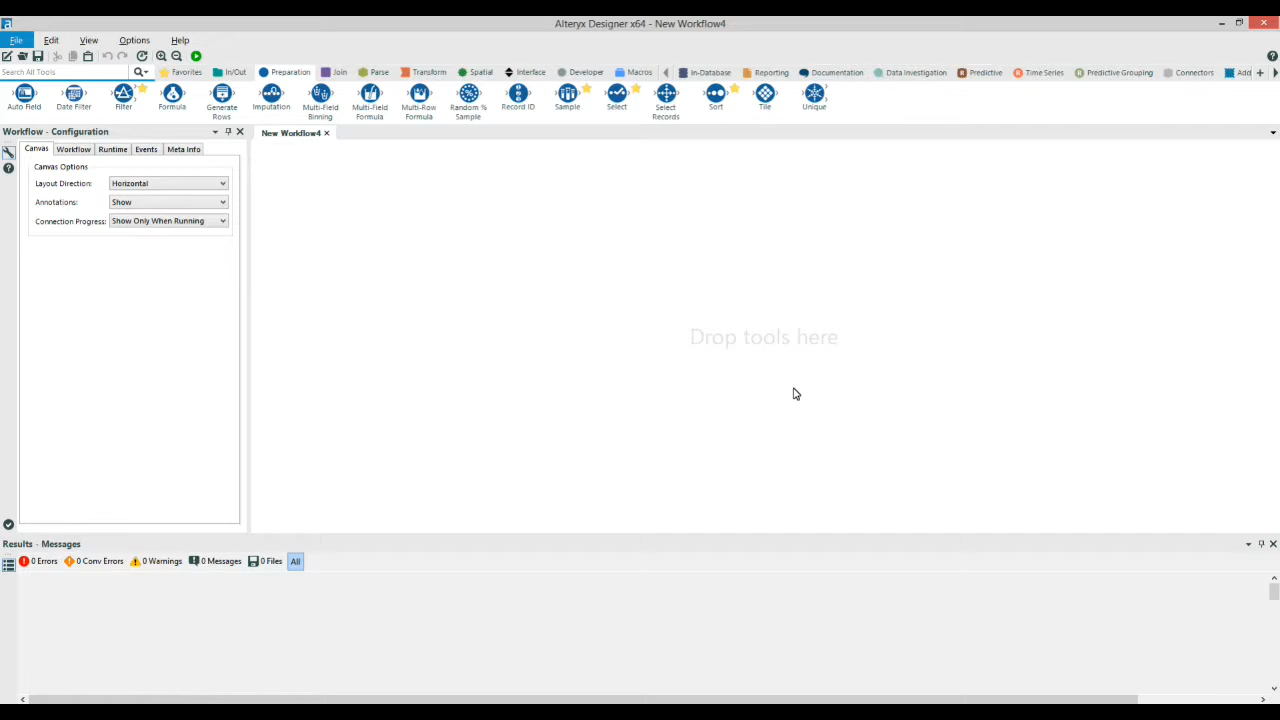 Alteryx Designer x64 - New Workflow4
File Edit View Options Help
Search All Tools Favorites In/Out Preparation Join Parse Transform Spatial Interface Developer Macros In-Database Reporting Documentation Data Investigation Predictive Time Series Predictive Grouping Connectors Add
Auto Field Date Filter Filter Formula Generate Rows Imputation Multi-Field Binning Multi-Field Formula Multi-Row Formula Random % Sample Record ID Sample Select Select Records Sort Tile Unique
Workflow - Configuration
New Workflow4
Canvas Workflow Runtime Events Meta Info
Canvas Options
Layout Direction: Horizontal
Annotations: Show
Connection Progress: Show Only When Running
Drop tools here
Results - Messages
0 Errors 0 Conv Errors 0 Warnings 0 Messages 0 Files All